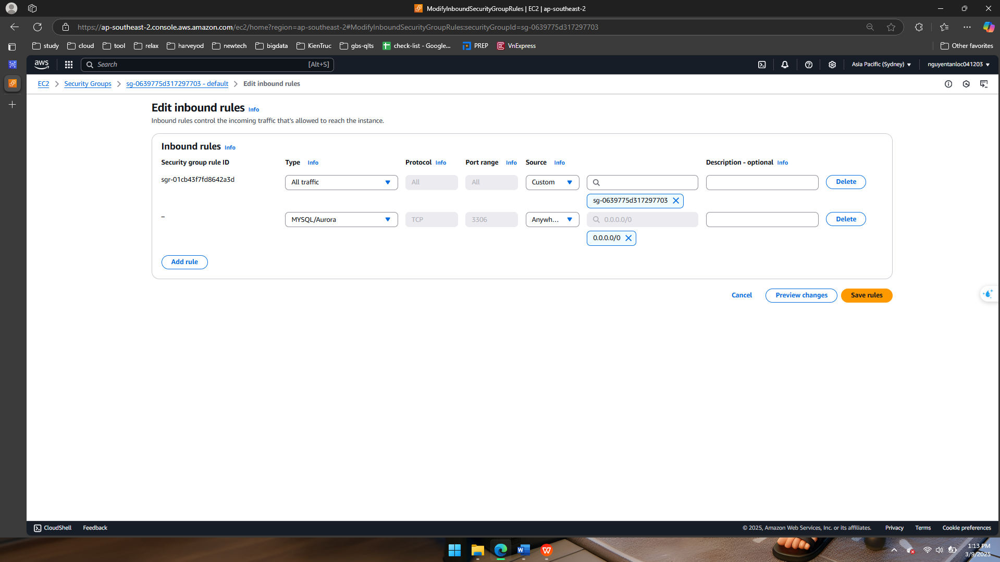 ModifyInboundSecurityGroupRules | EC2 | ap-southeast-2
https://ap-southeast-2.console.aws.amazon.com/ec2/home?region=ap-southeast-2#ModifyInboundSecurityGroupRules:securityGroupId=sg-0639775d317297703
study cloud tool relax harveyod newtech bigdata KienTruc gbs-qlts check-list - Google... PREP VnExpress Other favorites
aws Search [Alt+S] Asia Pacific (Sydney) nguyentanloc041203
EC2 Security Groups sg-0639775d317297703 - default Edit inbound rules
Edit inbound rules Info
Inbound rules control the incoming traffic that's allowed to reach the instance.
Inbound rules Info
Security group rule ID Type Info Protocol Info Port range Info Source Info Description - optional Info
sgr-01cb43f7fd8642a3d All traffic All All Custom Delete
sg-0639775d317297703
– MYSQL/Aurora TCP 3306 Anywh... 0.0.0.0/0 Delete
0.0.0.0/0
Add rule
Cancel Preview changes Save rules
CloudShell Feedback © 2025, Amazon Web Services, Inc. or its affiliates. Privacy Terms Cookie preferences
1:13 PM
3/9/2025